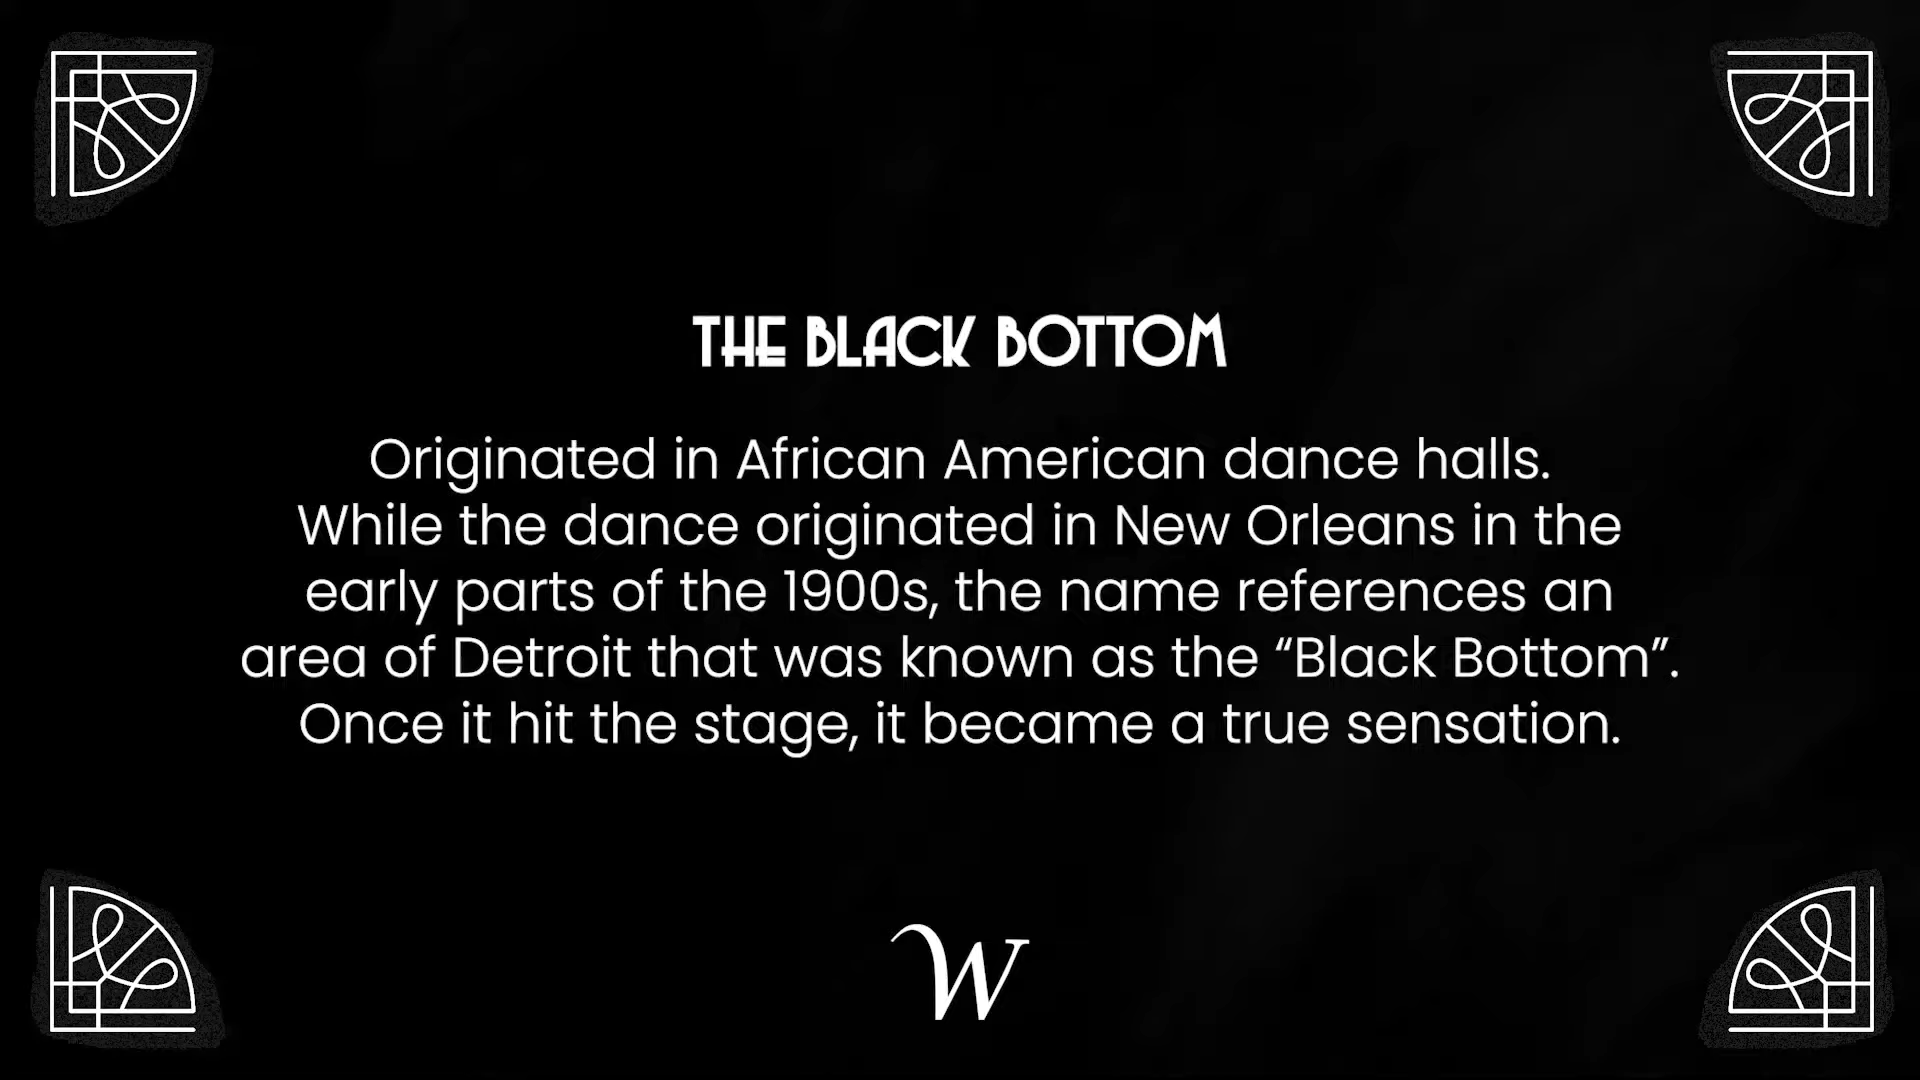 THE BLACK BOTTOM
Originated in African American dance halls.
While the dance originated in New Orleans in the
early parts of the 1900s, the name references an
area of Detroit that was known as the “Black Bottom”.
Once it hit the stage, it became a true sensation.
W